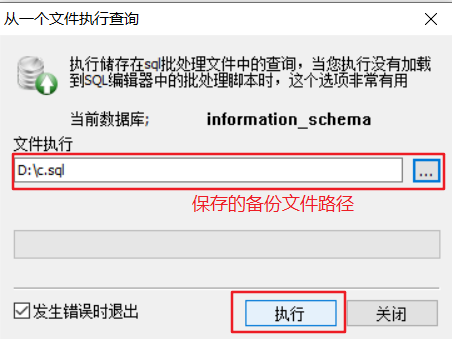 从一个文件执行查询
执行储存在sql批处理文件中的查询，当您执行没有加载
到SQL编辑器中的批处理脚本时，这个选项非常有用
当前数据库; information_schema
文件执行
D:\c.sql
...
保存的备份文件路径
发生错误时退出
执行
关闭